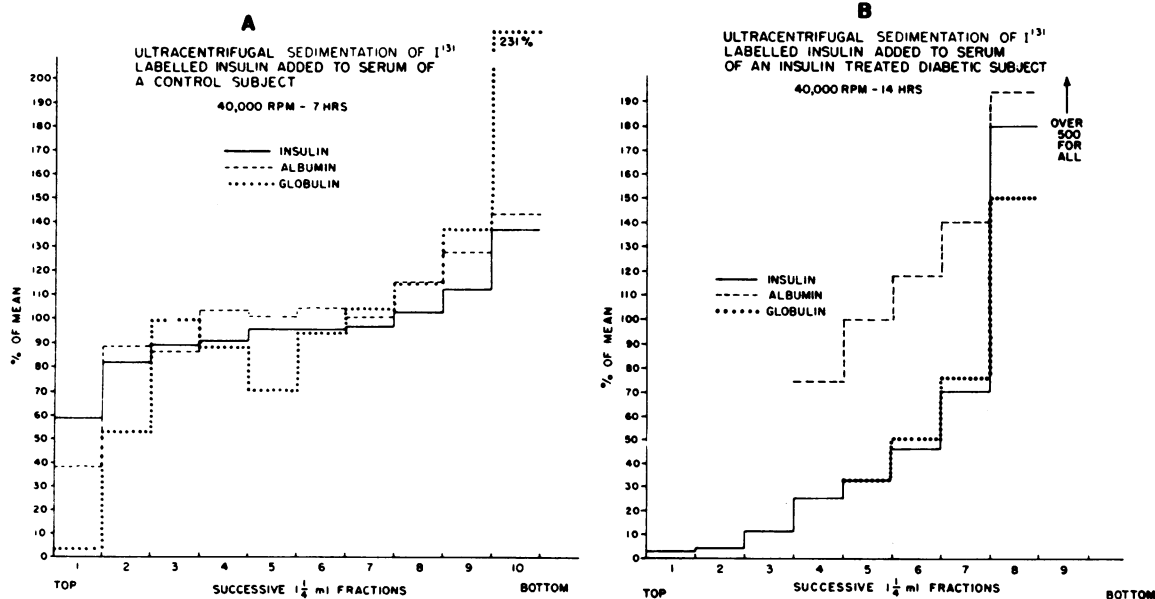 A
ULTRACENTRIFUGAL SEDIMENTATION OF I131
LABELLED INSULIN ADDED TO SERUM OF
A CONTROL SUBJECT
40,000 RPM - 7 HRS
231%
INSULIN
ALBUMIN
GLOBULIN
% OF MEAN
200
190
180
170
160
150
140
130
120
110
100
90
80
70
60
50
40
30
20
10
0
1 2 3 4 5 6 7 8 9 10
TOP SUCCESSIVE 1 1/4 ml FRACTIONS BOTTOM
B
ULTRACENTRIFUGAL SEDIMENTATION OF I131
LABELLED INSULIN ADDED TO SERUM
OF AN INSULIN TREATED DIABETIC SUBJECT
40,000 RPM - 14 HRS
OVER
500
FOR
ALL
INSULIN
ALBUMIN
GLOBULIN
% OF MEAN
190
180
170
160
150
140
130
120
110
100
90
80
70
60
50
40
30
20
10
0
1 2 3 4 5 6 7 8 9
TOP SUCCESSIVE 1 1/4 ml FRACTIONS BOTTOM